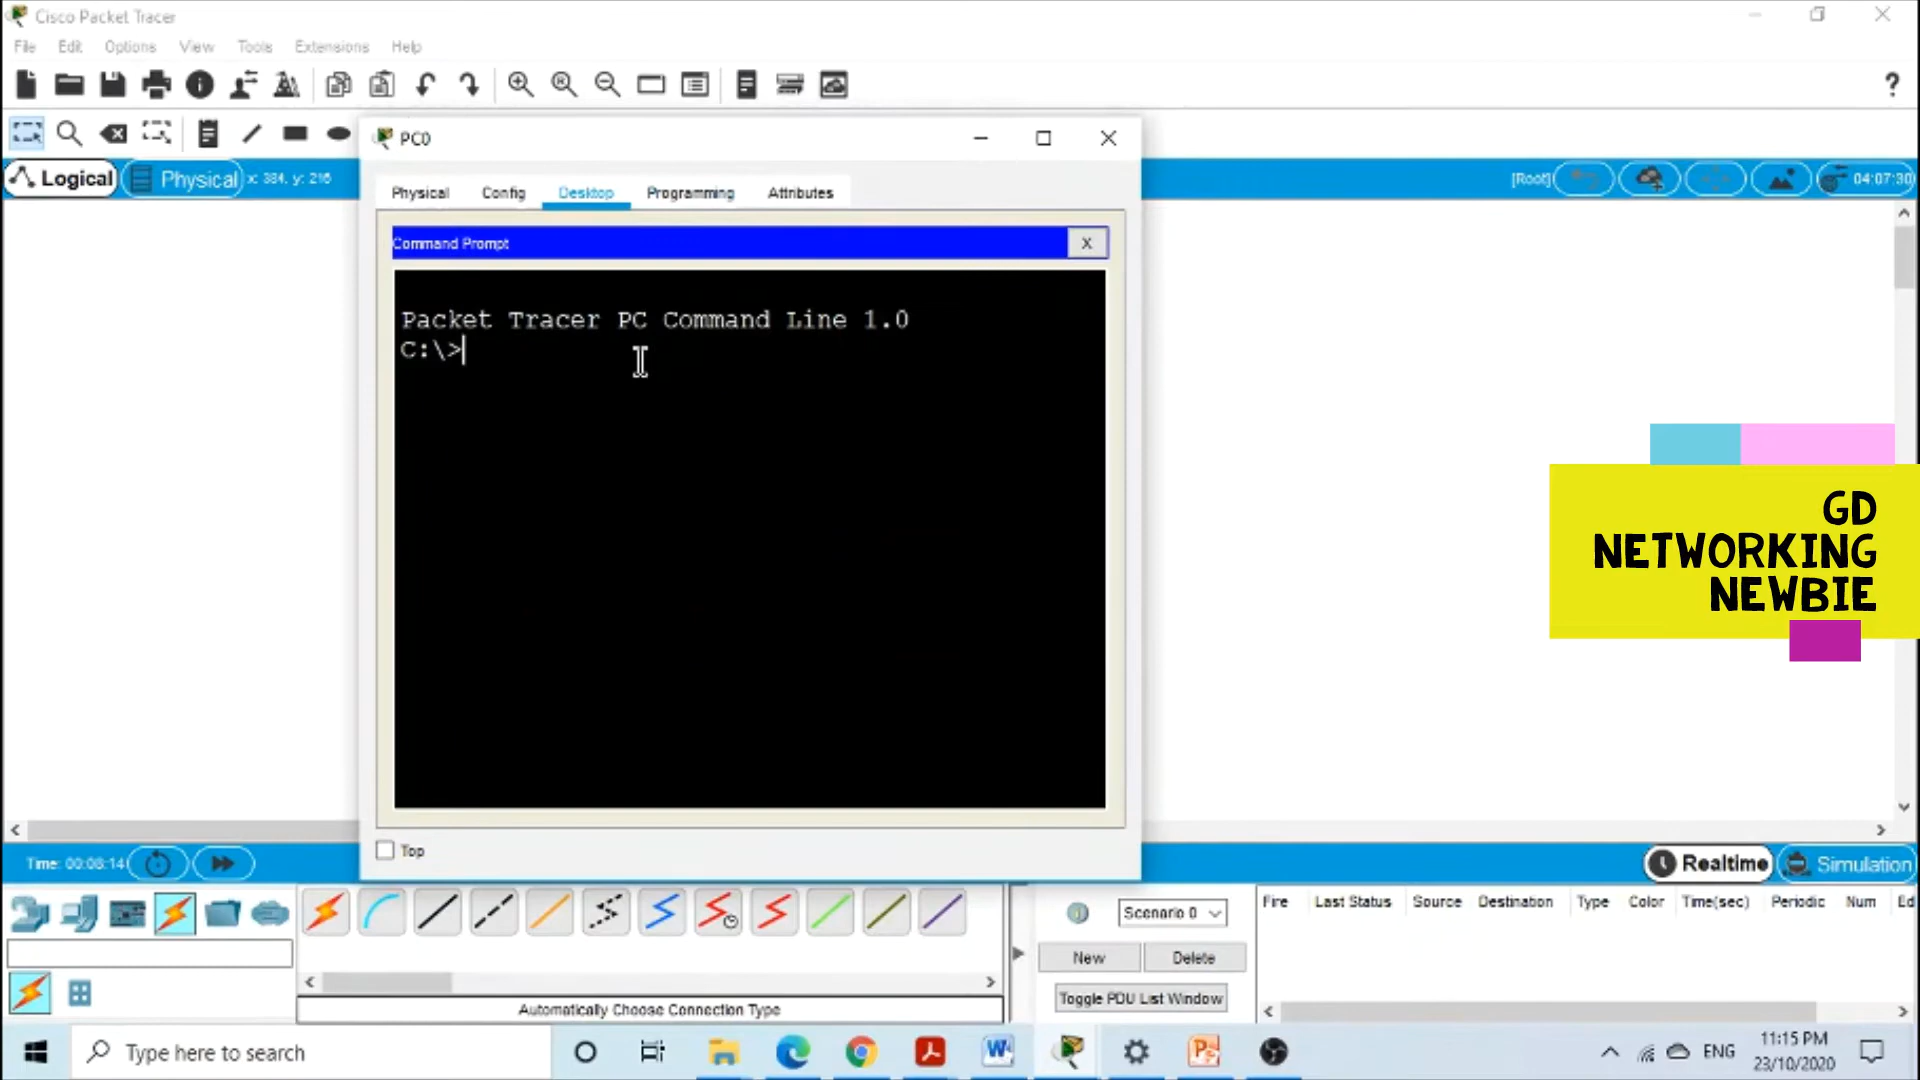 Cisco Packet Tracer
File Edit Options View Tools Extensions Help
?
PC0
Logical Physical x: 384, y: 216 [Root] 04:07:30
Physical Config Desktop Programming Attributes
Command Prompt X
Packet Tracer PC Command Line 1.0
C:\>
GD
NETWORKING
NEWBIE
Top
Time: 00:08:14 Realtime Simulation
Scenario 0
Fire Last Status Source Destination Type Color Time(sec) Periodic Num Ed
New Delete
Toggle PDU List Window
Automatically Choose Connection Type
Type here to search
ENG
11:15 PM
23/10/2020